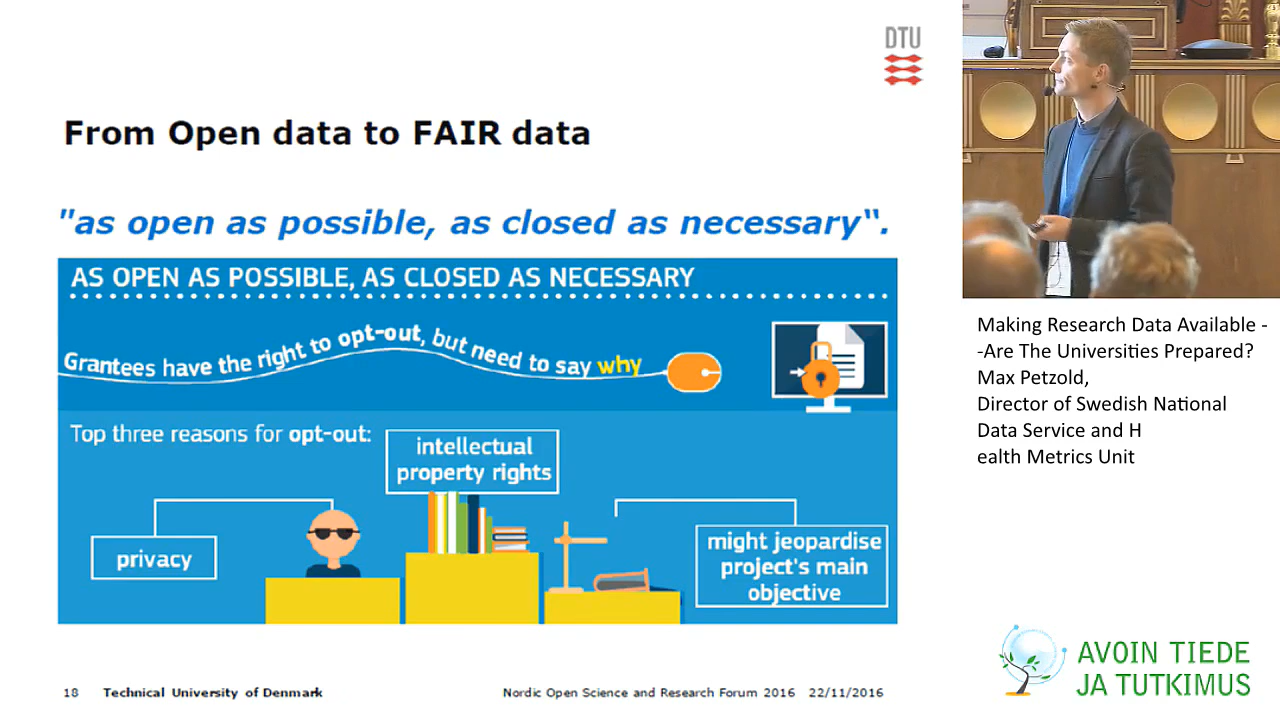 DTU
From Open data to FAIR data
"as open as possible, as closed as necessary“.
AS OPEN AS POSSIBLE, AS CLOSED AS NECESSARY
Grantees have the right to opt-out, but need to say why
Top three reasons for opt-out:
intellectual
property rights
privacy
might jeopardise
project's main
objective
18 Technical University of Denmark Nordic Open Science and Research Forum 2016 22/11/2016
Making Research Data Available -
-Are The Universities Prepared?
Max Petzold,
Director of Swedish National
Data Service and H
ealth Metrics Unit
AVOIN TIEDE
JA TUTKIMUS